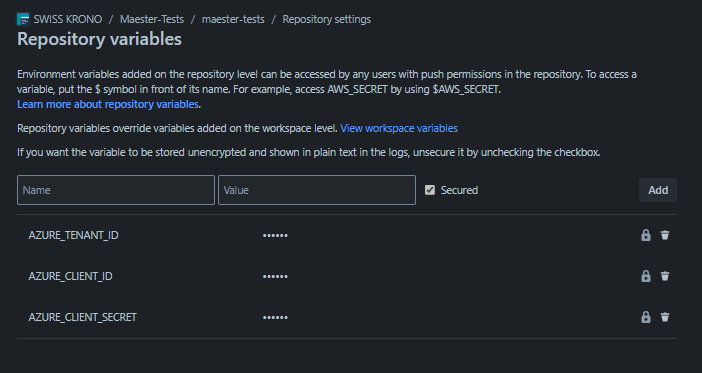 SWISS KRONO / Maester-Tests / maester-tests / Repository settings
Repository variables
Environment variables added on the repository level can be accessed by any users with push permissions in the repository. To access a
variable, put the $ symbol in front of its name. For example, access AWS_SECRET by using $AWS_SECRET.
Learn more about repository variables.
Repository variables override variables added on the workspace level. View workspace variables
If you want the variable to be stored unencrypted and shown in plain text in the logs, unsecure it by unchecking the checkbox.
Name Value Secured Add
AZURE_TENANT_ID ••••••
AZURE_CLIENT_ID ••••••
AZURE_CLIENT_SECRET ••••••